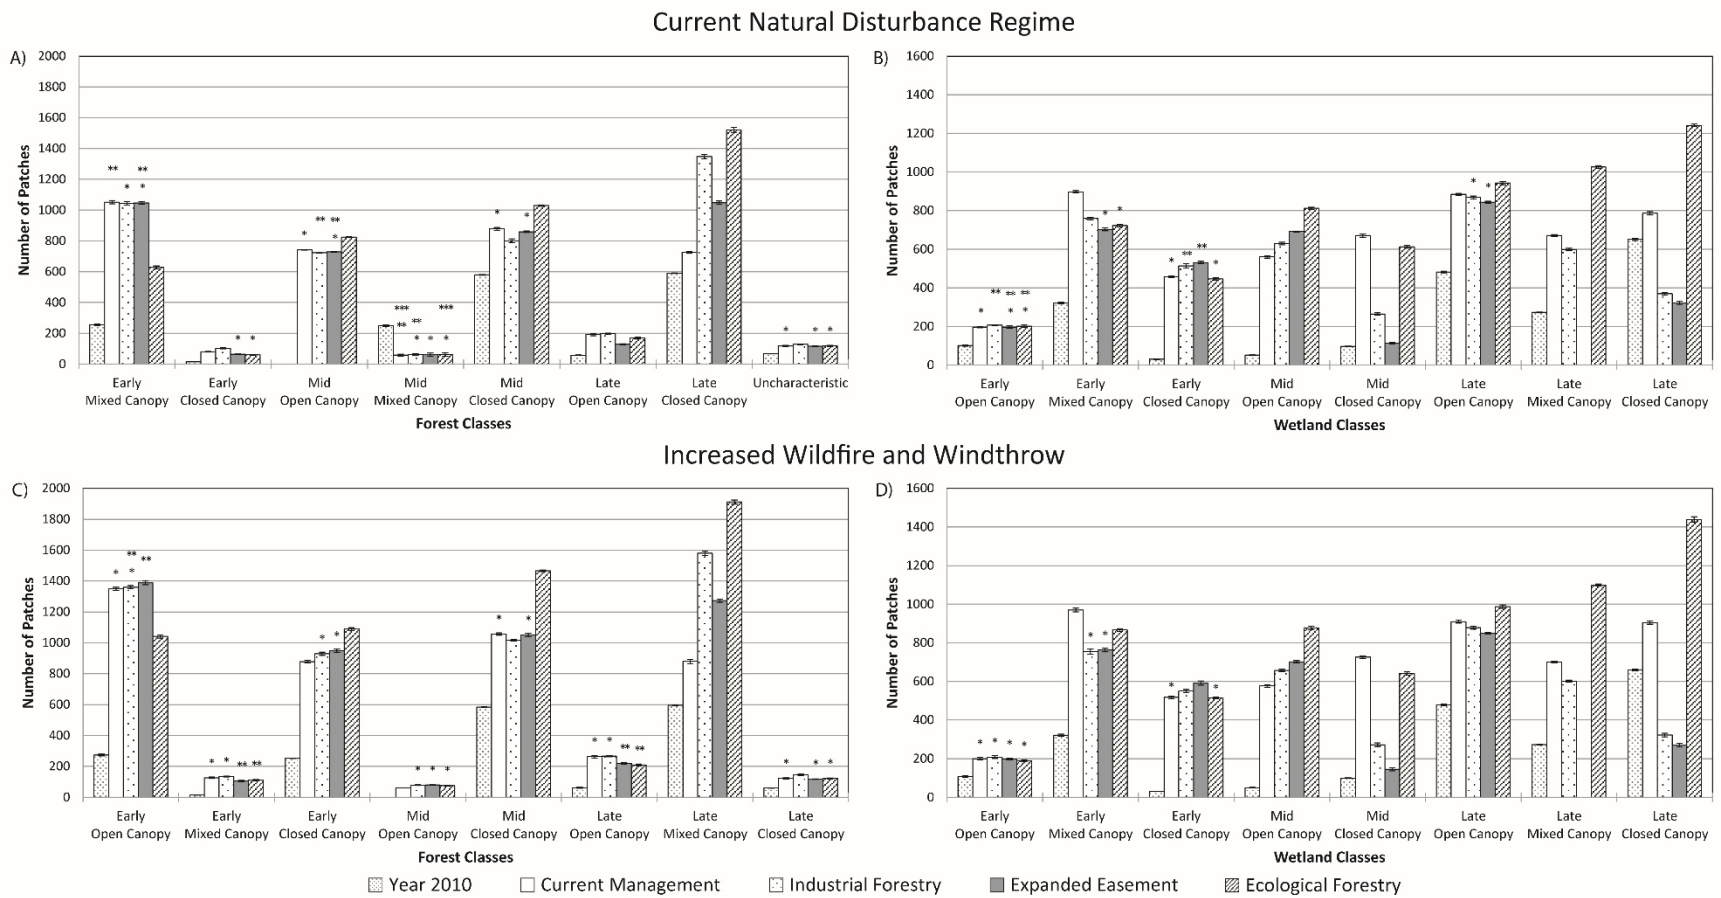 Current Natural Disturbance Regime
A)
2000
1800
1600
1400
1200
1000
800
600
400
200
0
Number of Patches
** ** * *
* *
* ** ** *
*** ** ** * * *** *
* *
* * *
Early Mid Mid Mid Late Late Uncharacteristic
Early
Mixed Canopy Closed Canopy Open Canopy Mixed Canopy Closed Canopy Open Canopy Closed Canopy
Forest Classes
B)
1600
1400
1200
1000
800
600
400
200
0
Number of Patches
* ** ** * ** *
* *
* ** ** *
* *
Early Early Early Mid Mid Late Late Late
Open Canopy Mixed Canopy Closed Canopy Open Canopy Closed Canopy Open Canopy Mixed Canopy Closed Canopy
Wetland Classes
Increased Wildfire and Windthrow
C)
2000
1800
1600
1400
1200
1000
800
600
400
200
0
Number of Patches
* ** * **
* * ** **
* *
* * *
* *
* * ** **
* * *
Early Early Early Mid Mid Late Late Late
Open Canopy Mixed Canopy Closed Canopy Open Canopy Closed Canopy Open Canopy Mixed Canopy Closed Canopy
Forest Classes
D)
1600
1400
1200
1000
800
600
400
200
0
Number of Patches
* * * *
* *
* *
Early Early Early Mid Mid Late Late Late
Open Canopy Mixed Canopy Closed Canopy Open Canopy Closed Canopy Open Canopy Mixed Canopy Closed Canopy
Wetland Classes
Year 2010 Current Management Industrial Forestry Expanded Easement Ecological Forestry